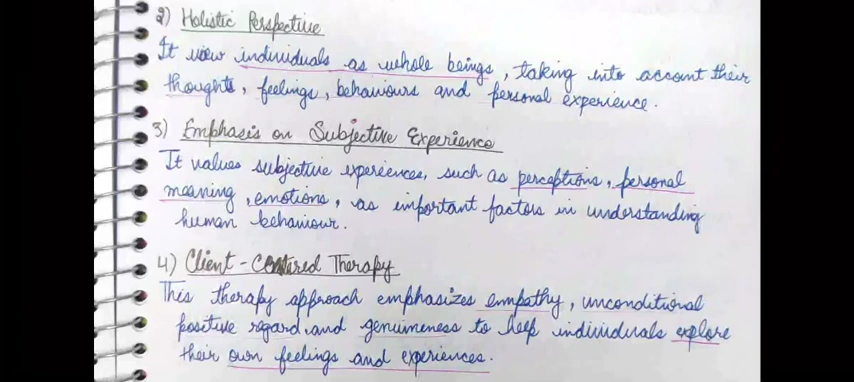 2) Holistic Perspective
It view individuals as whole beings, taking into account their
thoughts, feelings, behaviours and personal experience.
3) Emphasis on Subjective Experience
It values subjective experiences, such as perceptions, personal
meaning, emotions, as important factors in understanding
human behaviour.
4) Client-Centered Therapy
This therapy approach emphasizes empathy, unconditional
positive regard and genuineness to help individuals explore
their own feelings and experiences.